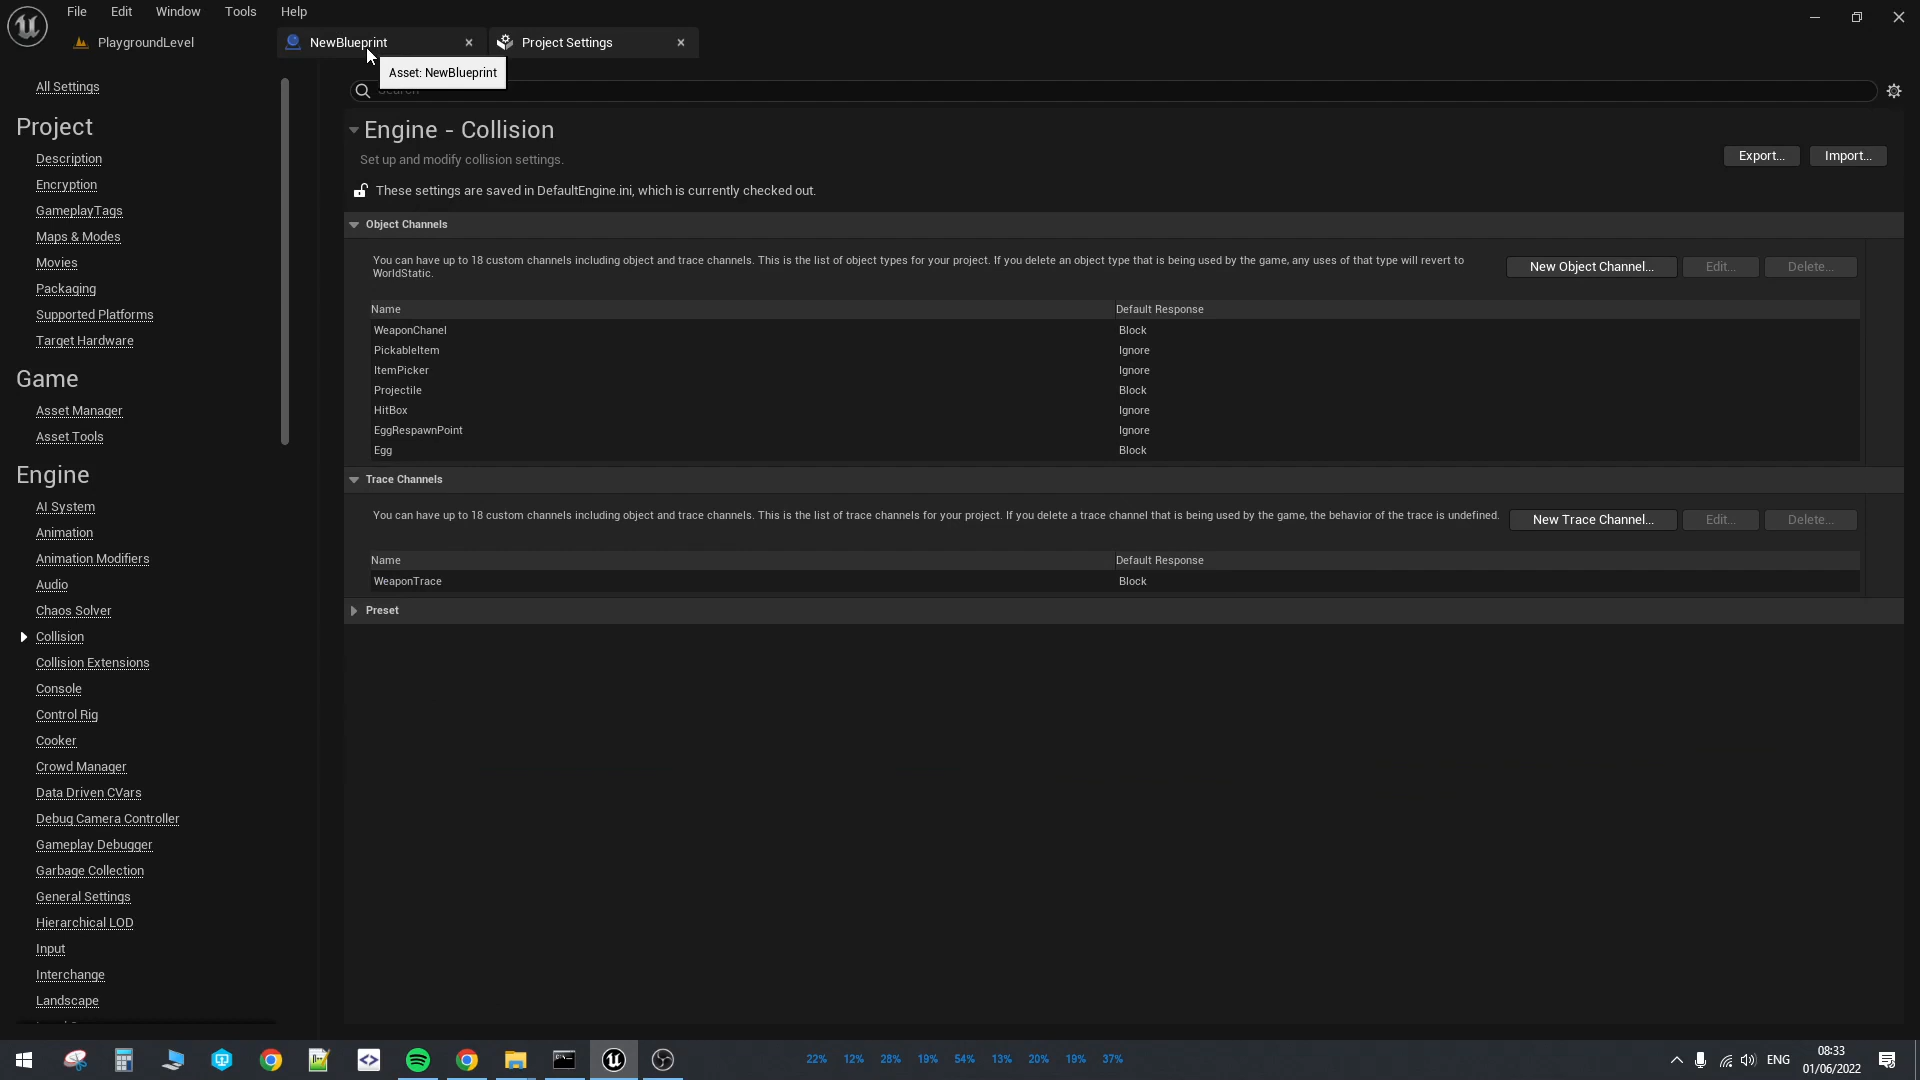 File Edit Window Tools Help
PlaygroundLevel
NewBlueprint
Project Settings
Asset: NewBlueprint
Search
All Settings
Project
Description
Encryption
GameplayTags
Maps & Modes
Movies
Packaging
Supported Platforms
Target Hardware
Game
Asset Manager
Asset Tools
Engine
AI System
Animation
Animation Modifiers
Audio
Chaos Solver
Collision
Collision Extensions
Console
Control Rig
Cooker
Crowd Manager
Data Driven CVars
Debug Camera Controller
Gameplay Debugger
Garbage Collection
General Settings
Hierarchical LOD
Input
Interchange
Landscape
Engine - Collision
Set up and modify collision settings.
Export...
Import...
These settings are saved in DefaultEngine.ini, which is currently checked out.
Object Channels
You can have up to 18 custom channels including object and trace channels. This is the list of object types for your project. If you delete an object type that is being used by the game, any uses of that type will revert to
WorldStatic.
New Object Channel...
Edit...
Delete...
Name Default Response
WeaponChanel Block
PickableItem Ignore
ItemPicker Ignore
Projectile Block
HitBox Ignore
EggRespawnPoint Ignore
Egg Block
Trace Channels
You can have up to 18 custom channels including object and trace channels. This is the list of trace channels for your project. If you delete a trace channel that is being used by the game, the behavior of the trace is undefined.
New Trace Channel...
Edit...
Delete...
Name Default Response
WeaponTrace Block
Preset
22% 12% 28% 19% 54% 13% 20% 19% 37%
ENG
08:33
01/06/2022